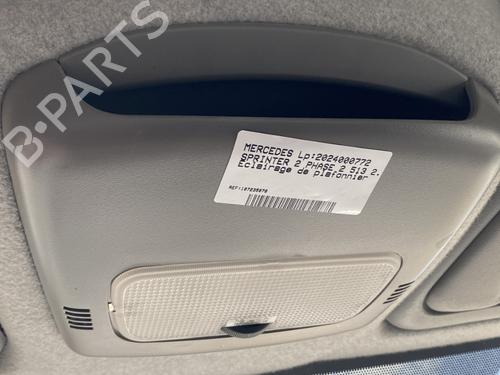 B-PARTS
MERCEDES Lp:2024000772
SPRINTER 2 PHASE 2 513 2.
Eclairage de plafonnier